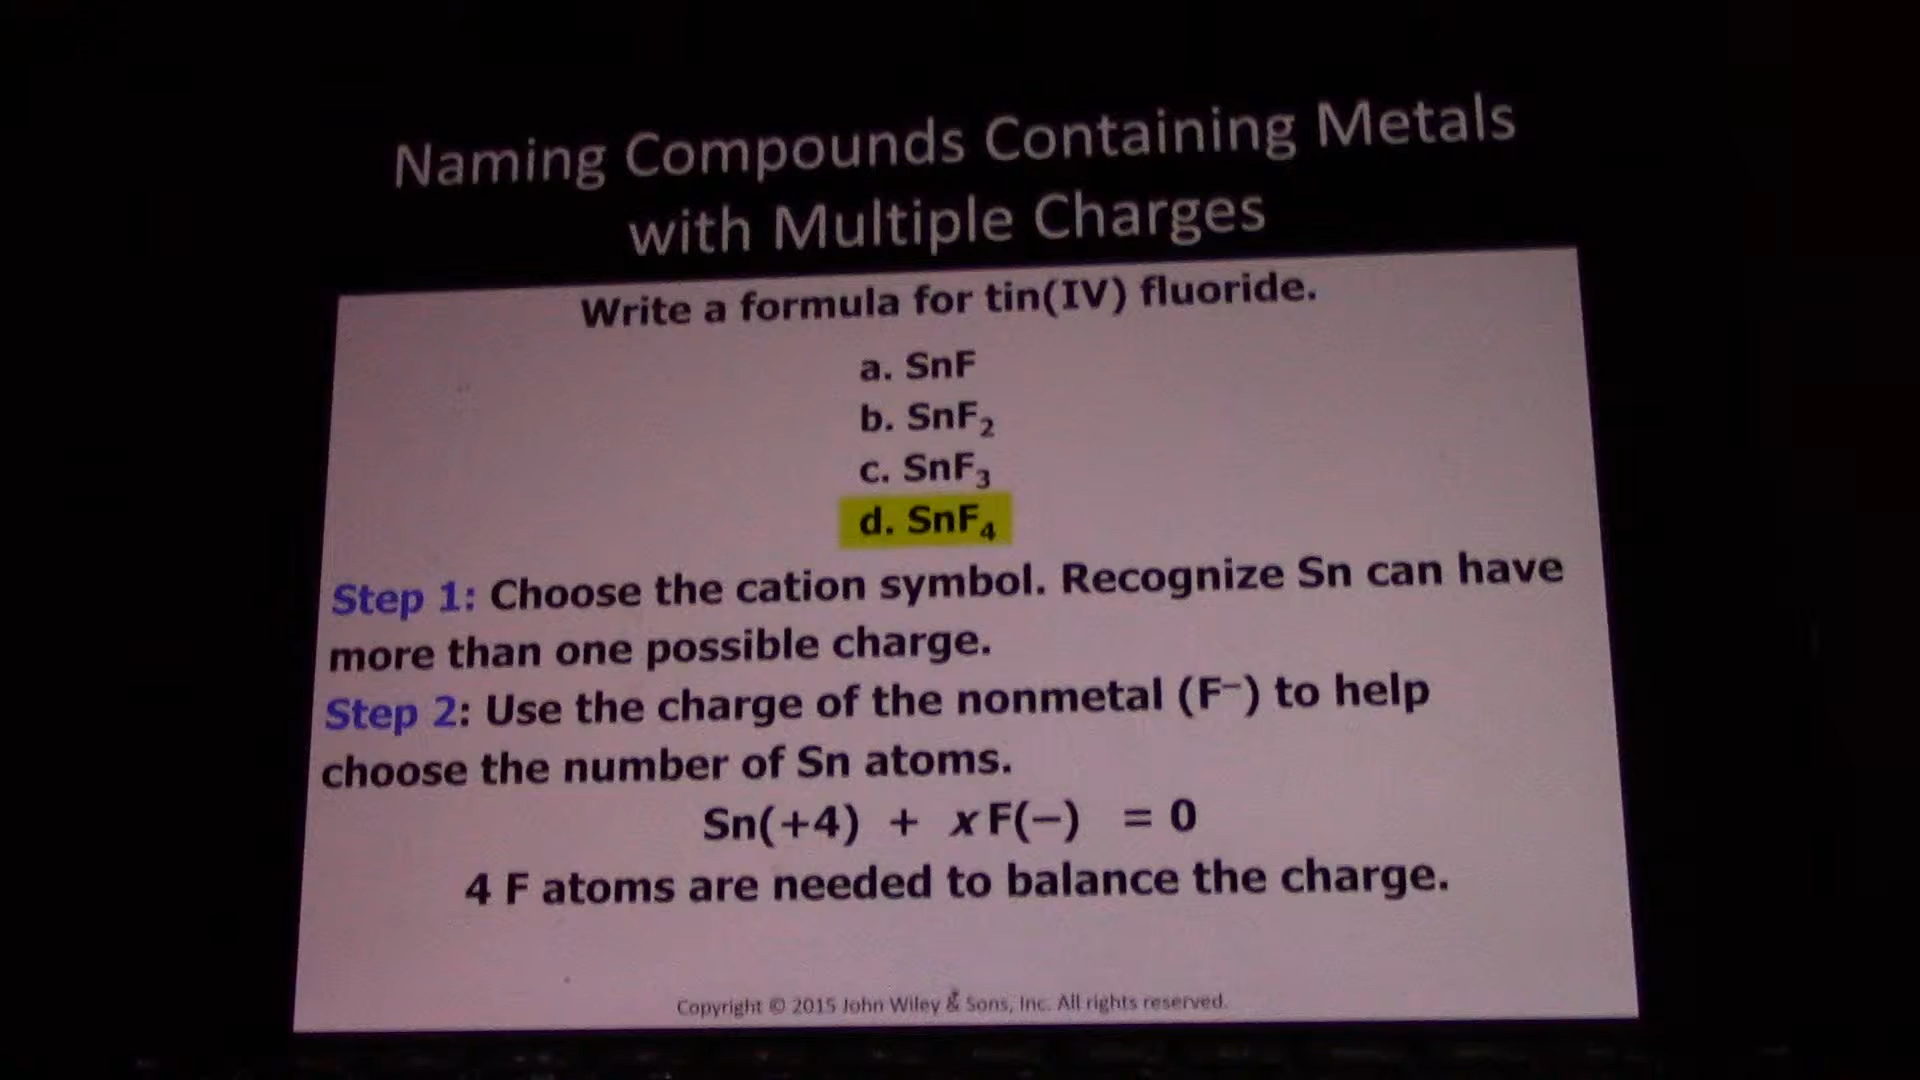 Naming Compounds Containing Metals
with Multiple Charges
Write a formula for tin(IV) fluoride.
a. SnF
b. SnF₂
c. SnF₃
d. SnF₄
Step 1: Choose the cation symbol. Recognize Sn can have
more than one possible charge.
Step 2: Use the charge of the nonmetal (F⁻) to help
choose the number of Sn atoms.
Sn(+4) + x F(−) = 0
4 F atoms are needed to balance the charge.
Copyright © 2015 John Wiley & Sons, Inc. All rights reserved.